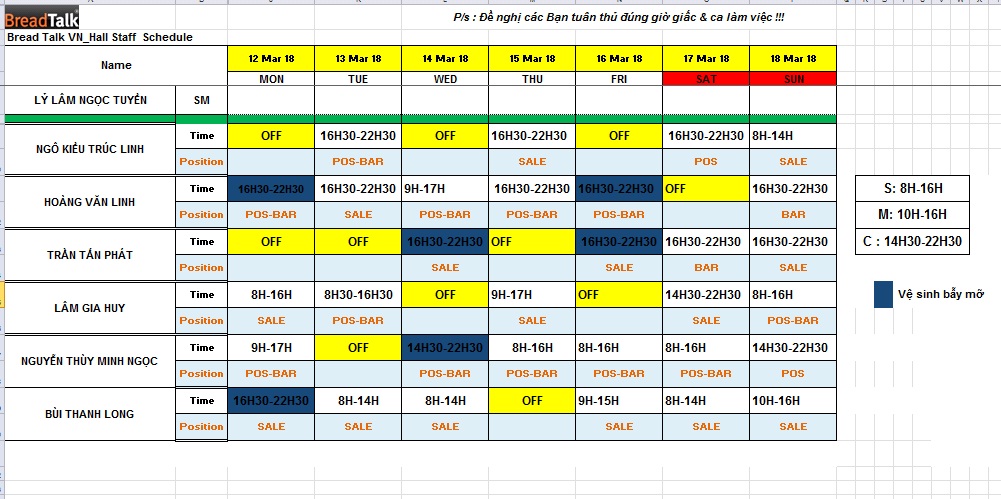 BreadTalk
P/s : Đề nghị các Bạn tuân thủ đúng giờ giấc & ca làm việc !!!
Bread Talk VN_Hall Staff Schedule
Name 12 Mar 18 13 Mar 18 14 Mar 18 15 Mar 18 16 Mar 18 17 Mar 18 18 Mar 18
MON TUE WED THU FRI SAT SUN
LÝ LÂM NGỌC TUYỀN SM
NGÔ KIỀU TRÚC LINH Time OFF 16H30-22H30 OFF 16H30-22H30 OFF 16H30-22H30 8H-14H
Position POS-BAR SALE POS SALE
HOÀNG VĂN LINH Time 16H30-22H30 16H30-22H30 9H-17H 16H30-22H30 16H30-22H30 OFF 16H30-22H30
Position POS-BAR SALE POS-BAR POS-BAR POS-BAR BAR
TRẦN TẤN PHÁT Time OFF OFF 16H30-22H30 OFF 16H30-22H30 16H30-22H30 16H30-22H30
Position SALE SALE BAR SALE
LÂM GIA HUY Time 8H-16H 8H30-16H30 OFF 9H-17H OFF 14H30-22H30 8H-16H
Position SALE POS-BAR SALE SALE POS-BAR
NGUYỄN THÙY MINH NGỌC Time 9H-17H OFF 14H30-22H30 8H-16H 8H-16H 8H-16H 14H30-22H30
Position POS-BAR POS-BAR POS-BAR POS-BAR POS-BAR POS
BÙI THANH LONG Time 16H30-22H30 8H-14H 8H-14H OFF 9H-15H 8H-14H 10H-16H
Position SALE SALE SALE SALE SALE SALE
S: 8H-16H
M: 10H-16H
C : 14H30-22H30
Vệ sinh bẫy mỡ